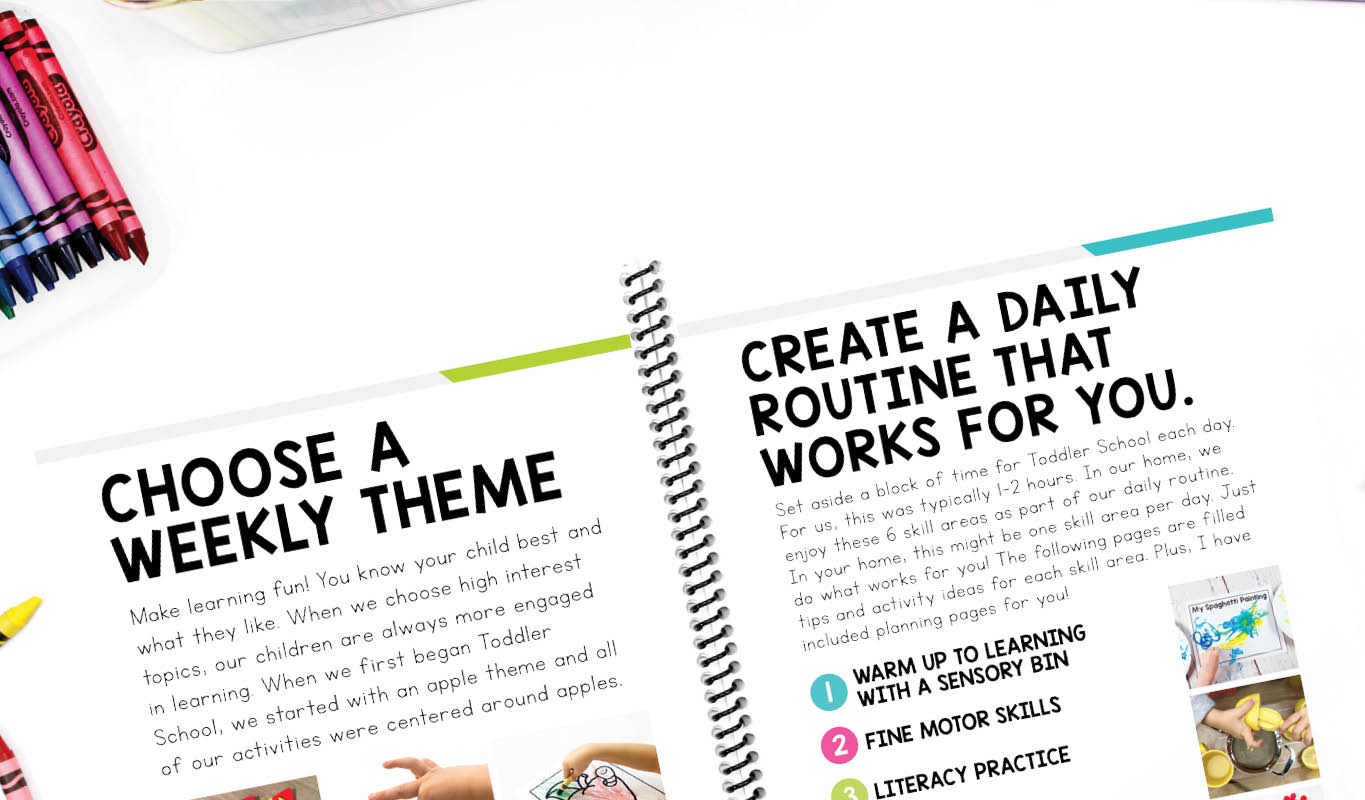 Crayola
Crayola
Crayola.com
CHOOSE A
WEEKLY THEME
Make learning fun! You know your child best and
what they like. When we choose high interest
topics, our children are always more engaged
in learning. When we first began Toddler
School, we started with an apple theme and all
of our activities were centered around apples.
CREATE A DAILY
ROUTINE THAT
WORKS FOR YOU.
Set aside a block of time for Toddler School each day.
For us, this was typically 1-2 hours. In our home, we
enjoy these 6 skill areas as part of our daily routine.
In your home, this might be one skill area per day. Just
do what works for you! The following pages are filled
tips and activity ideas for each skill area. Plus, I have
included planning pages for you!
1 WARM UP TO LEARNING
WITH A SENSORY BIN
2 FINE MOTOR SKILLS
3 LITERACY PRACTICE
My Spaghetti Painting